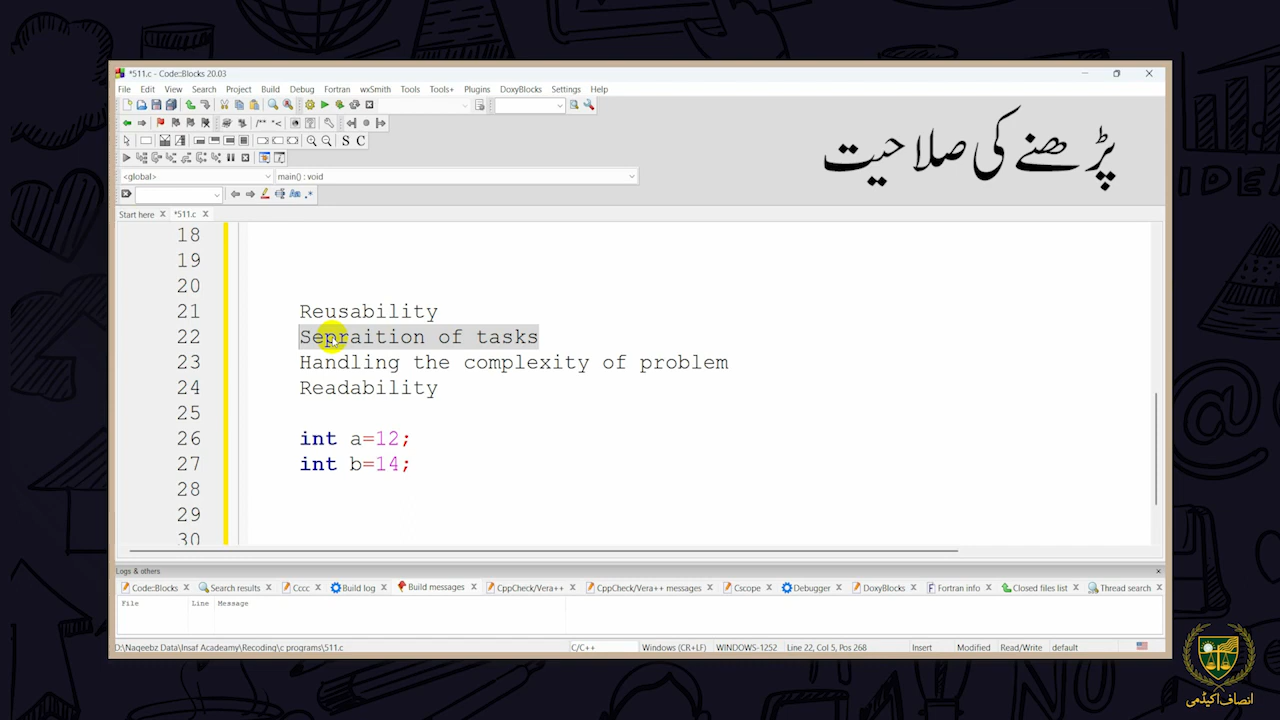 *511.c - Code::Blocks 20.03
File Edit View Search Project Build Debug Fortran wxSmith Tools Tools+ Plugins DoxyBlocks Settings Help
S C
پڑھنے کی صلاحیت
<global> main() : void
Start here *511.c
18
19
20
21 Reusability
22 Sepraition of tasks
23 Handling the complexity of problem
24 Readability
25
26 int a=12;
27 int b=14;
28
29
30
Logs & others
Code::Blocks Search results Cccc Build log Build messages CppCheck/Vera++ CppCheck/Vera++ messages Cscope Debugger DoxyBlocks Fortran info Closed files list Thread search
File Line Message
D:\Naqeebz Data\Insaf Acadeamy\Recoding\c programs\511.c C/C++ Windows (CR+LF) WINDOWS-1252 Line 22, Col 5, Pos 268 Insert Modified Read/Write default
انصاف اکیڈمی
IDEA